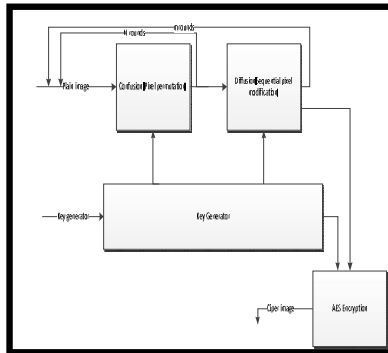 n rounds
M rounds
Plain image
Confusion(Pixel permutation)
Diffusion(Sequential pixel
modification)
Key generator
Key Generator
Ciper image
AES Encryption